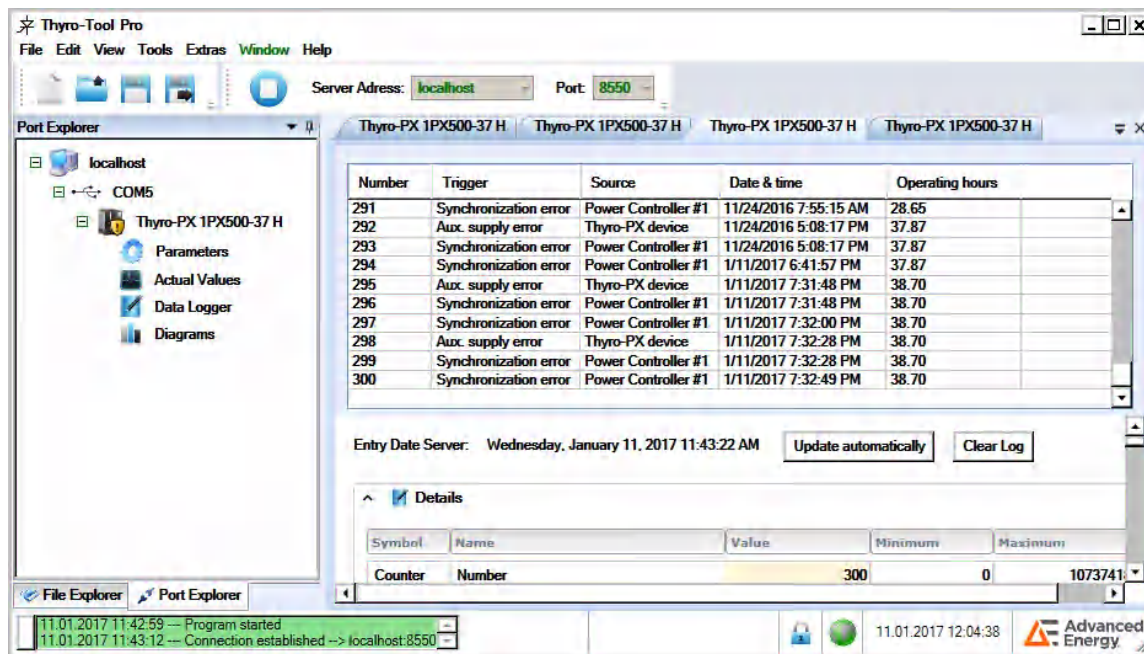 Thyro-Tool Pro
File Edit View Tools Extras Window Help
Server Adress: localhost Port: 8550
Port Explorer
Thyro-PX 1PX500-37 H Thyro-PX 1PX500-37 H Thyro-PX 1PX500-37 H Thyro-PX 1PX500-37 H
localhost
COM5
Thyro-PX 1PX500-37 H
Parameters
Actual Values
Data Logger
Diagrams
Number Trigger Source Date & time Operating hours
291 Synchronization error Power Controller #1 11/24/2016 7:55:15 AM 28.65
292 Aux. supply error Thyro-PX device 11/24/2016 5:08:17 PM 37.87
293 Synchronization error Power Controller #1 11/24/2016 5:08:17 PM 37.87
294 Synchronization error Power Controller #1 1/11/2017 6:41:57 PM 37.87
295 Aux. supply error Thyro-PX device 1/11/2017 7:31:48 PM 38.70
296 Synchronization error Power Controller #1 1/11/2017 7:31:48 PM 38.70
297 Synchronization error Power Controller #1 1/11/2017 7:32:00 PM 38.70
298 Aux. supply error Thyro-PX device 1/11/2017 7:32:28 PM 38.70
299 Synchronization error Power Controller #1 1/11/2017 7:32:28 PM 38.70
300 Synchronization error Power Controller #1 1/11/2017 7:32:49 PM 38.70
Entry Date Server: Wednesday, January 11, 2017 11:43:22 AM Update automatically Clear Log
Details
Symbol Name Value Minimum Maximum
Counter Number 300 0 1073741
File Explorer Port Explorer
11.01.2017 11:42:59 --- Program started
11.01.2017 11:43:12 --- Connection established --> localhost:8550
11.01.2017 12:04:38
Advanced Energy